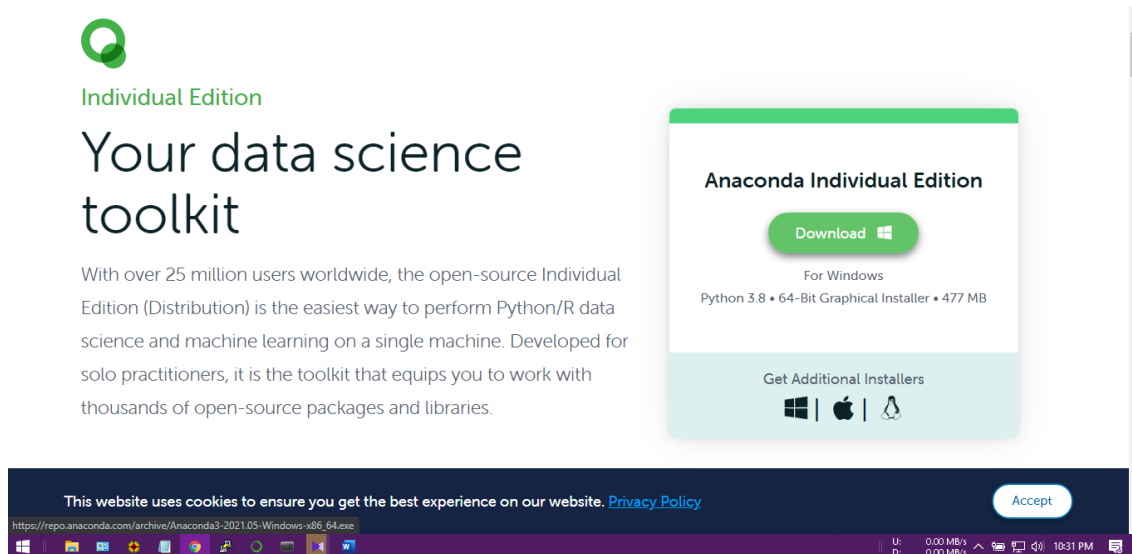 Individual Edition
Your data science
toolkit
With over 25 million users worldwide, the open-source Individual
Edition (Distribution) is the easiest way to perform Python/R data
science and machine learning on a single machine. Developed for
solo practitioners, it is the toolkit that equips you to work with
thousands of open-source packages and libraries.
Anaconda Individual Edition
Download
For Windows
Python 3.8 • 64-Bit Graphical Installer • 477 MB
Get Additional Installers
| |
This website uses cookies to ensure you get the best experience on our website. Privacy Policy
Accept
https://repo.anaconda.com/archive/Anaconda3-2021.05-Windows-x86_64.exe
U: 0.00 MB/s
D: 0.00 MB/s
10:31 PM